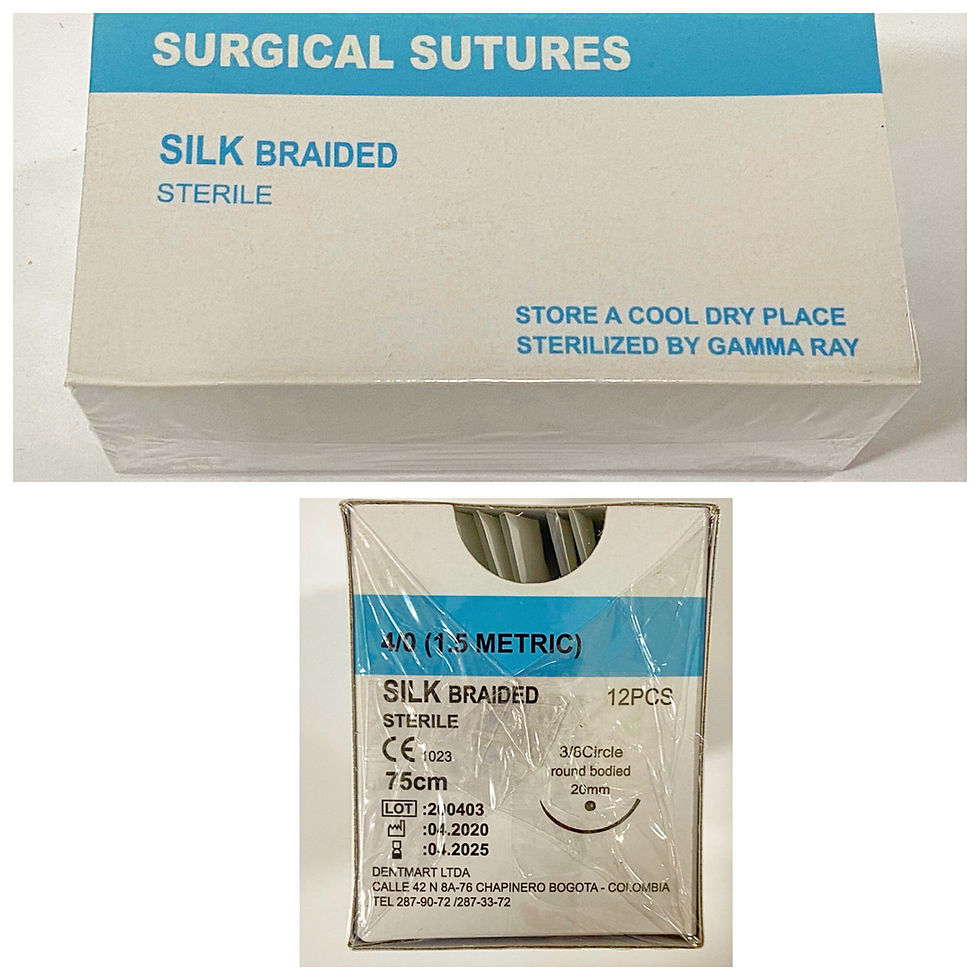 SURGICAL SUTURES
SILK BRAIDED
STERILE
STORE A COOL DRY PLACE
STERILIZED BY GAMMA RAY
4/0 (1.5 METRIC)
SILK BRAIDED 12PCS
STERILE
CE 1023
75cm
3/8Circle
round bodied
20mm
LOT :200403
:04.2020
:04.2025
DENTMART LTDA
CALLE 42 N 8A-76 CHAPINERO BOGOTA - COLOMBIA
TEL 287-90-72 /287-33-72